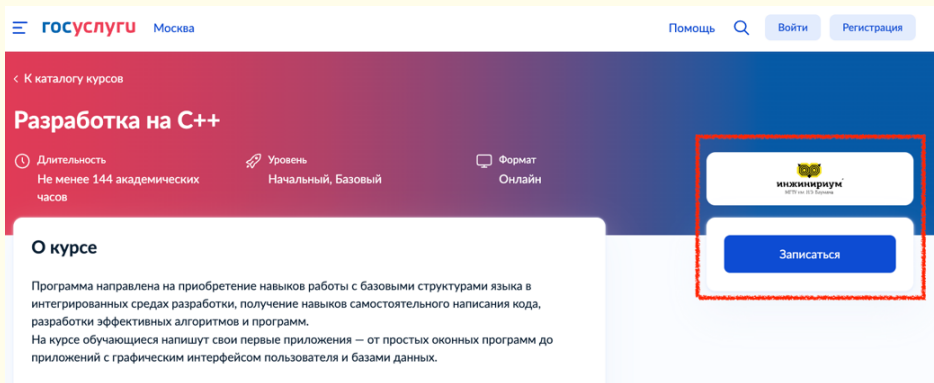 госуслуги Москва Помощь Войти Регистрация
К каталогу курсов
Разработка на C++
Длительность Уровень Формат
Не менее 144 академических Начальный, Базовый Онлайн
часов
инжинириум
МГТУ им. Н.Э. Баумана
Записаться
О курсе
Программа направлена на приобретение навыков работы с базовыми структурами языка в
интегрированных средах разработки, получение навыков самостоятельного написания кода,
разработки эффективных алгоритмов и программ.
На курсе обучающиеся напишут свои первые приложения — от простых оконных программ до
приложений с графическим интерфейсом пользователя и базами данных.